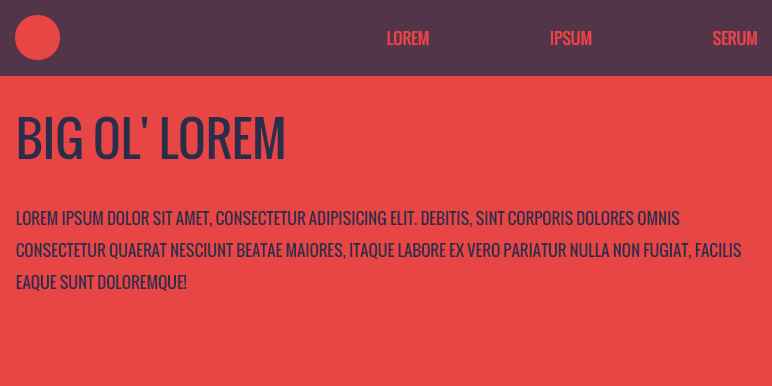 LOREM IPSUM SERUM
BIG OL' LOREM
LOREM IPSUM DOLOR SIT AMET, CONSECTETUR ADIPISICING ELIT. DEBITIS, SINT CORPORIS DOLORES OMNIS
CONSECTETUR QUAERAT NESCIUNT BEATAE MAIORES, ITAQUE LABORE EX VERO PARIATUR NULLA NON FUGIAT, FACILIS
EAQUE SUNT DOLOREMQUE!